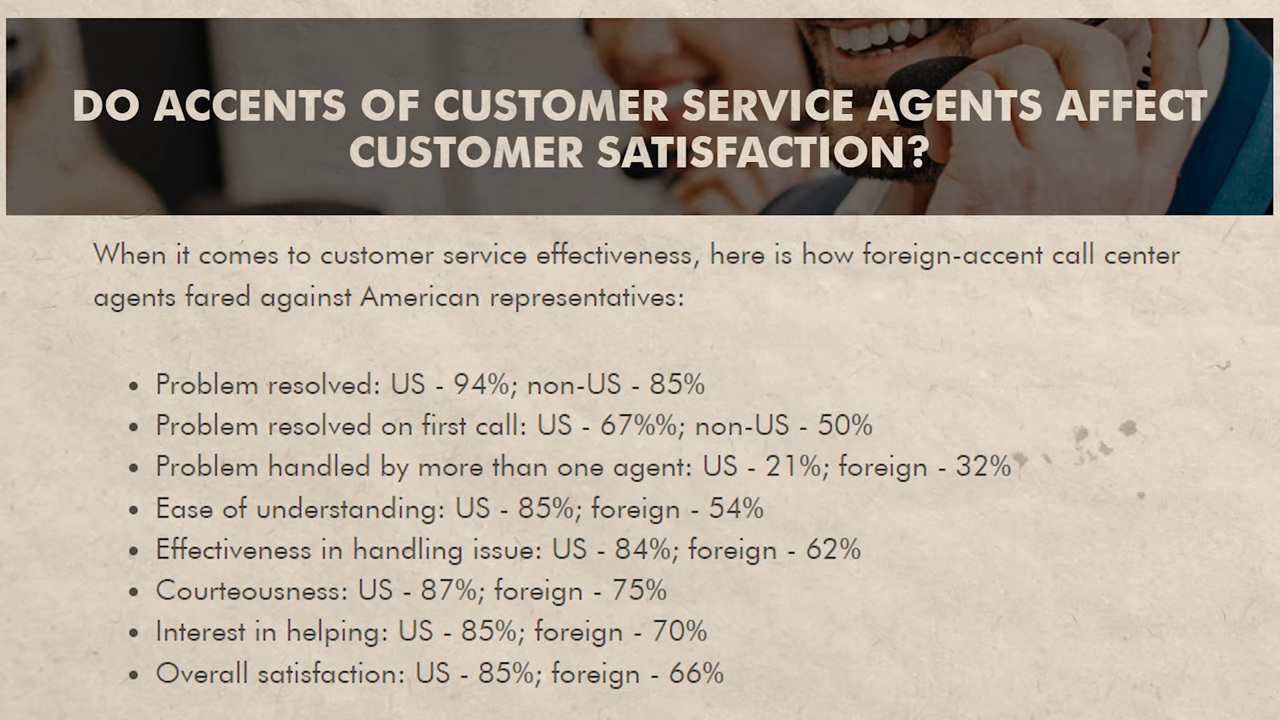 DO ACCENTS OF CUSTOMER SERVICE AGENTS AFFECT
CUSTOMER SATISFACTION?
When it comes to customer service effectiveness, here is how foreign-accent call center
agents fared against American representatives:
• Problem resolved: US - 94%; non-US - 85%
• Problem resolved on first call: US - 67%%; non-US - 50%
• Problem handled by more than one agent: US - 21%; foreign - 32%
• Ease of understanding: US - 85%; foreign - 54%
• Effectiveness in handling issue: US - 84%; foreign - 62%
• Courteousness: US - 87%; foreign - 75%
• Interest in helping: US - 85%; foreign - 70%
• Overall satisfaction: US - 85%; foreign - 66%